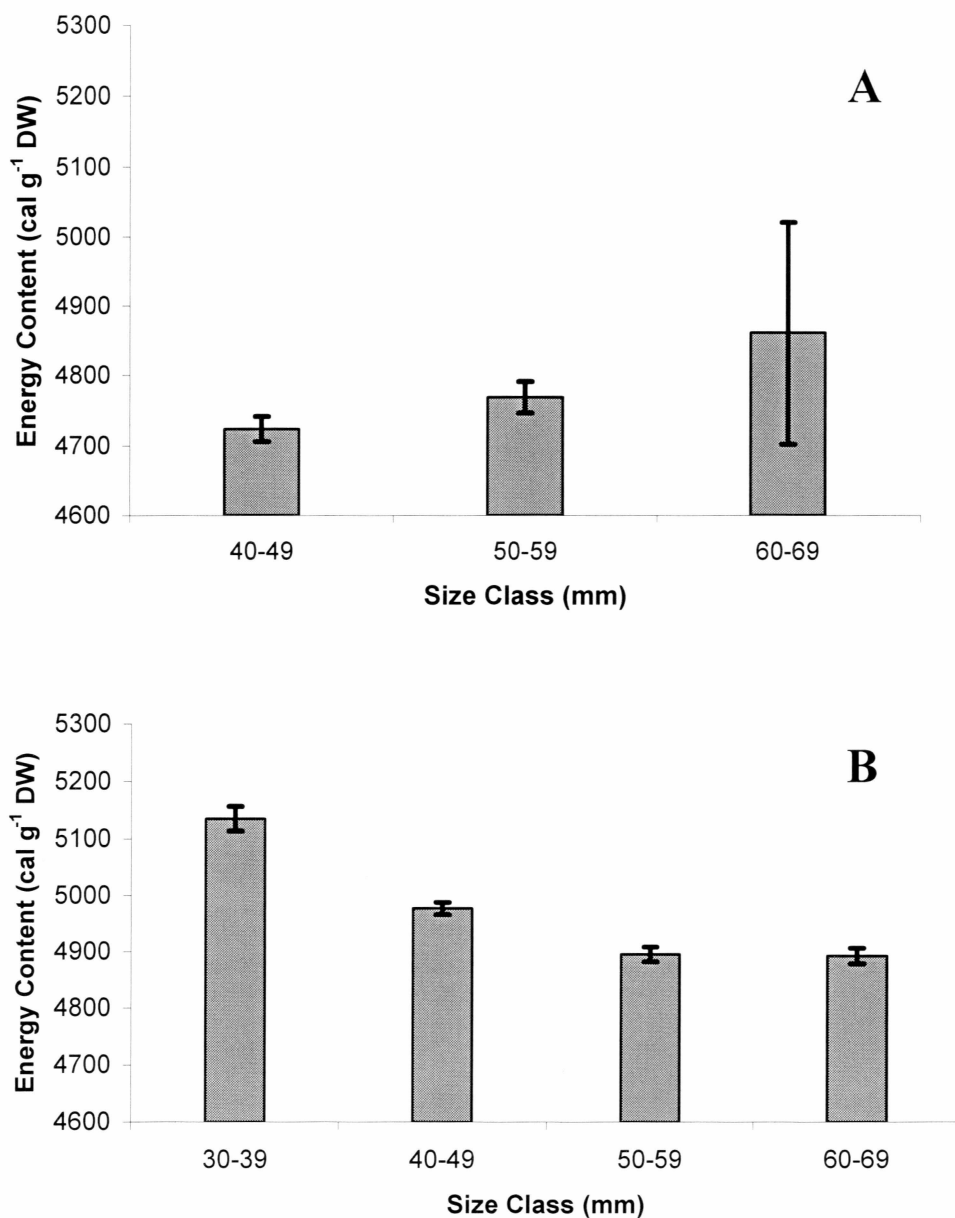 A
Energy Content (cal g⁻¹ DW)
5300
5200
5100
5000
4900
4800
4700
4600
40-49 50-59 60-69
Size Class (mm)
B
Energy Content (cal g⁻¹ DW)
5300
5200
5100
5000
4900
4800
4700
4600
30-39 40-49 50-59 60-69
Size Class (mm)